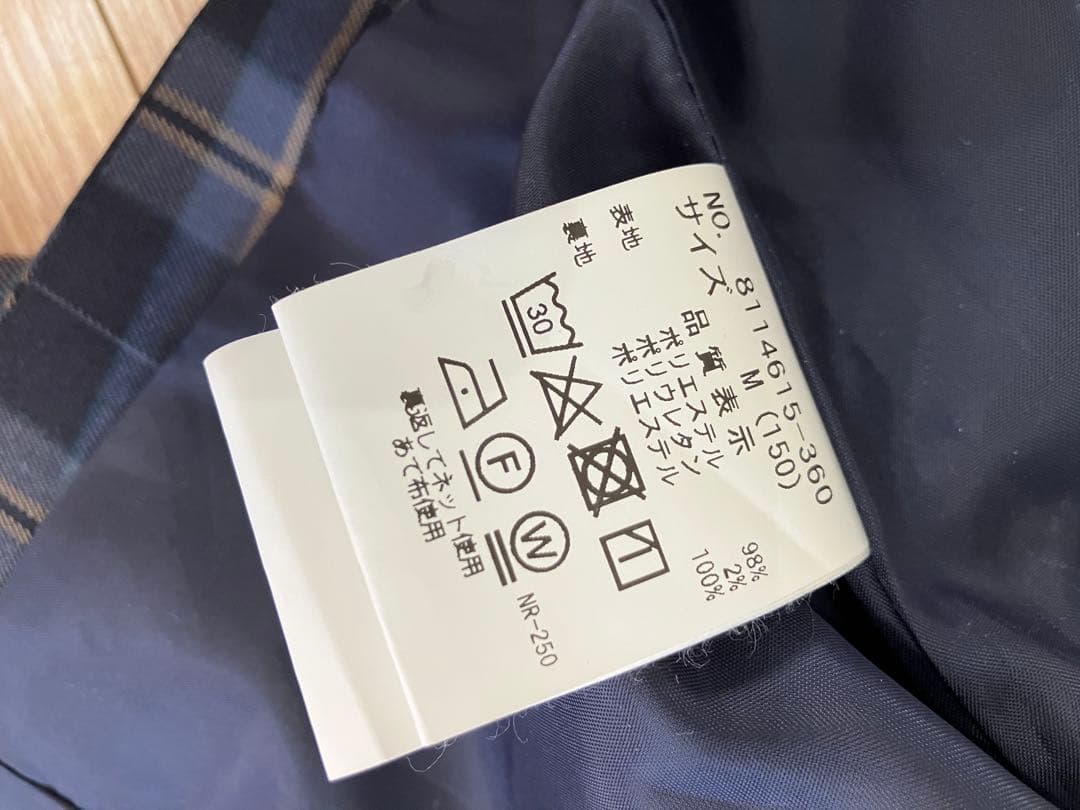 NO. 8114615-360
サイズ M (150)
品質表示
表地 ポリエステル 98%
ポリウレタン 2%
裏地 ポリエステル 100%
30
F W
NR-250
裏返してネット使用
あて布使用